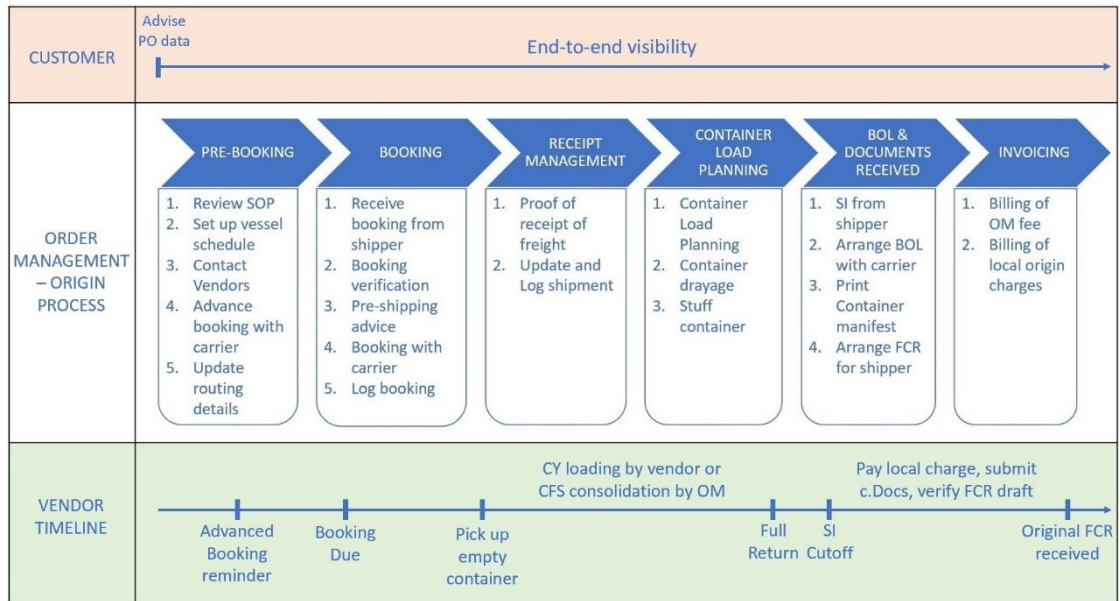 CUSTOMER
Advise
PO data
End-to-end visibility
ORDER
MANAGEMENT
– ORIGIN
PROCESS
PRE-BOOKING
1. Review SOP
2. Set up vessel
schedule
3. Contact
Vendors
4. Advance
booking with
carrier
5. Update
routing
details
BOOKING
1. Receive
booking from
shipper
2. Booking
verification
3. Pre-shipping
advice
4. Booking with
carrier
5. Log booking
RECEIPT
MANAGEMENT
1. Proof of
receipt of
freight
2. Update and
Log shipment
CONTAINER
LOAD
PLANNING
1. Container
Load
Planning
2. Container
drayage
3. Stuff
container
BOL &
DOCUMENTS
RECEIVED
1. SI from
shipper
2. Arrange BOL
with carrier
3. Print
Container
manifest
4. Arrange FCR
for shipper
INVOICING
1. Billing of
OM fee
2. Billing of
local origin
charges
VENDOR
TIMELINE
CY loading by vendor or
CFS consolidation by OM
Pay local charge, submit
c.Docs, verify FCR draft
Advanced
Booking
reminder
Booking
Due
Pick up
empty
container
Full
Return
SI
Cutoff
Original FCR
received